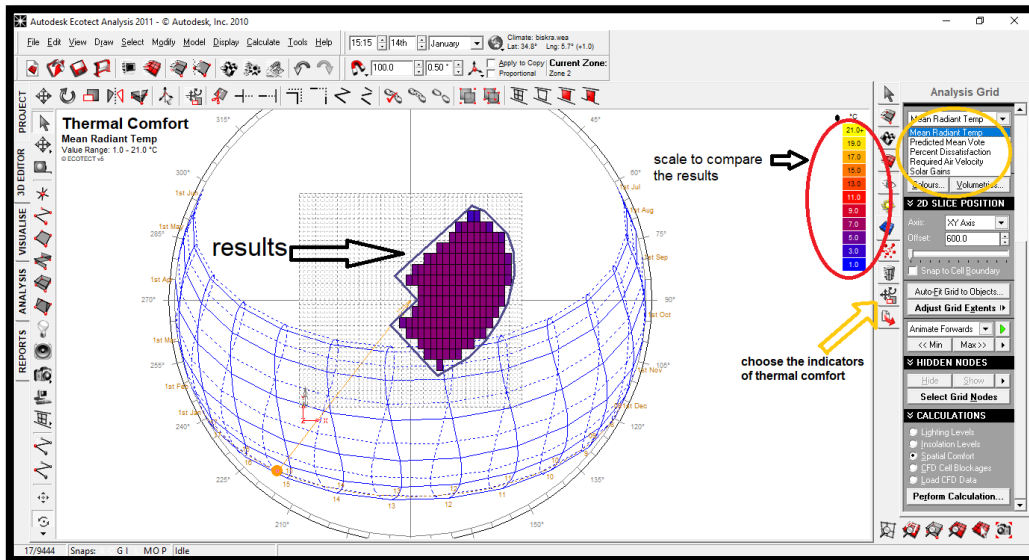 Autodesk Ecotect Analysis 2011 - © Autodesk, Inc. 2010
File Edit View Draw Select Modify Model Display Calculate Tools Help
15:15 14th January
Climate: biskra.wea
Lat: 34.8° Lng: 5.7° (+1.0)
100.0 0.50 °
Apply to Copy
Proportional
Current Zone:
Zone 2
PROJECT
3D EDITOR
VISUALISE
ANALYSIS
REPORTS
Thermal Comfort
Mean Radiant Temp
Value Range: 1.0 - 21.0 °C
© ECOTECT v5
315°
300°
285°
270°
255°
240°
225°
210°
45°
60°
75°
90°
105°
120°
135°
150°
1st Jun
1st Apr
1st Mar
1st Feb
1st Jan
1st Jul
1st Aug
1st Sep
1st Oct
1st Nov
1st Dec
15
14
13
12
11
10
results
scale to compare
the results
°C
21.0+
19.0
17.0
15.0
13.0
11.0
9.0
7.0
5.0
3.0
1.0
choose the indicators
of thermal comfort
Analysis Grid
Mean Radiant Temp
Mean Radiant Temp
Predicted Mean Vote
Percent Dissatisfaction
Required Air Velocity
Solar Gains
Colours... Volumetrics...
2D SLICE POSITION
Axis: XY Axis
Offset: 600.0
Snap to Cell Boundary
Auto-Fit Grid to Objects...
Adjust Grid Extents
Animate Forwards
<< Min Max >>
HIDDEN NODES
Hide Show
Select Grid Nodes
CALCULATIONS
Lighting Levels
Insolation Levels
Spatial Comfort
CFD Cell Blockages
Load CFD Data
Perform Calculation...
17/9444 Snaps: G I M O P Idle